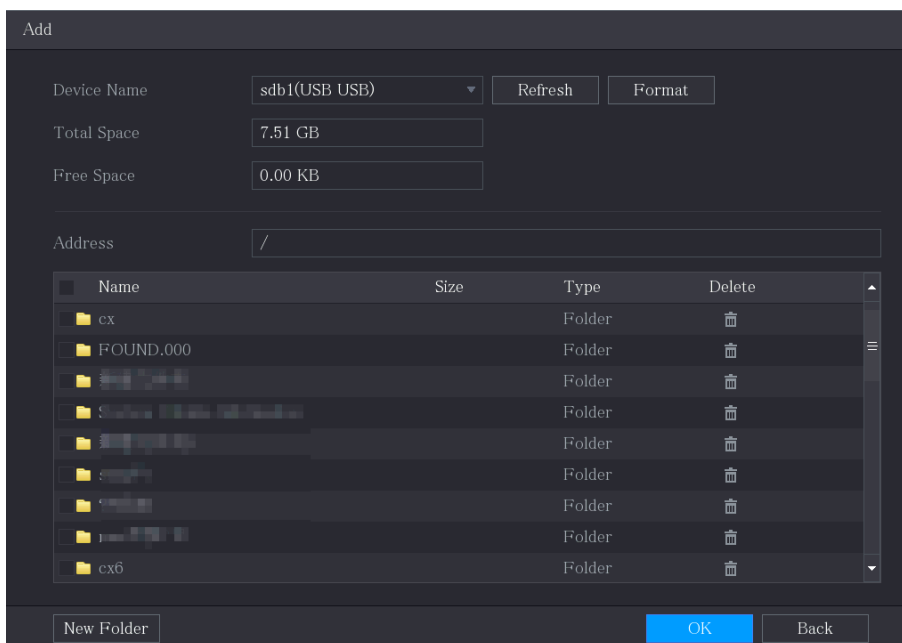 Add
Device Name sdb1(USB USB) Refresh Format
Total Space 7.51 GB
Free Space 0.00 KB
Address /
Name Size Type Delete
cx Folder
FOUND.000 Folder
Folder
Folder
Folder
Folder
Folder
Folder
cx6 Folder
New Folder OK Back